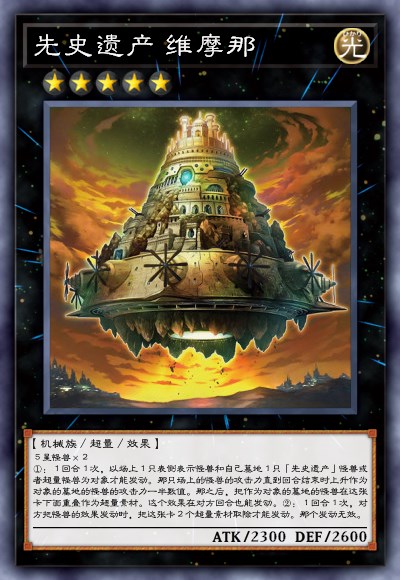 先史遗产 维摩那
光
【机械族／超量／效果】
５星怪兽×２
①：１回合１次，以场上１只表侧表示怪兽和自己墓地１只「先史遗产」怪兽或
者超量怪兽为对象才能发动。那只场上的怪兽的攻击力直到回合结束时上升作为
对象的墓地的怪兽的攻击力一半数值。那之后，把作为对象的墓地的怪兽在这张
卡下面重叠作为超量素材。这个效果在对方回合也能发动。②：１回合１次，对
方把怪兽的效果发动时，把这张卡２个超量素材取除才能发动。那个发动无效。
ATK/2300 DEF/2600